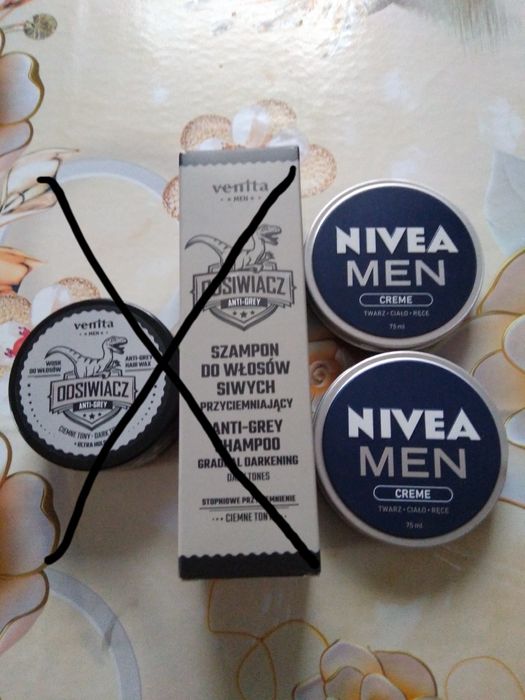 venita
MEN
WOSK
DO WŁOSÓW
ANTI-GREY
HAIR WAX
ODSIWIACZ
ANTI-GREY
CIEMNE TONY • DARK
ULTRA HOLD
venita
MEN
ODSIWIACZ
ANTI-GREY
SZAMPON
DO WŁOSÓW
SIWYCH
PRZYCIEMNIAJĄCY
ANTI-GREY
SHAMPOO
GRADUAL DARKENING
DARK TONES
STOPNIOWE PRZYCIEMNIENIE
CIEMNE TONY
NIVEA
MEN
CREME
TWARZ • CIAŁO • RĘCE
75 ml
NIVEA
MEN
CREME
TWARZ • CIAŁO • RĘCE
75 ml